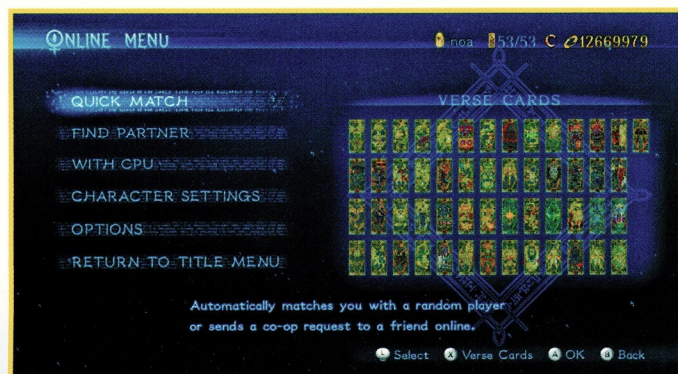 ONLINE MENU
noa 53/53 C 12669979
QUICK MATCH
FIND PARTNER
WITH CPU
CHARACTER SETTINGS
OPTIONS
RETURN TO TITLE MENU
VERSE CARDS
Automatically matches you with a random player
or sends a co-op request to a friend online.
L Select X Verse Cards A OK B Back